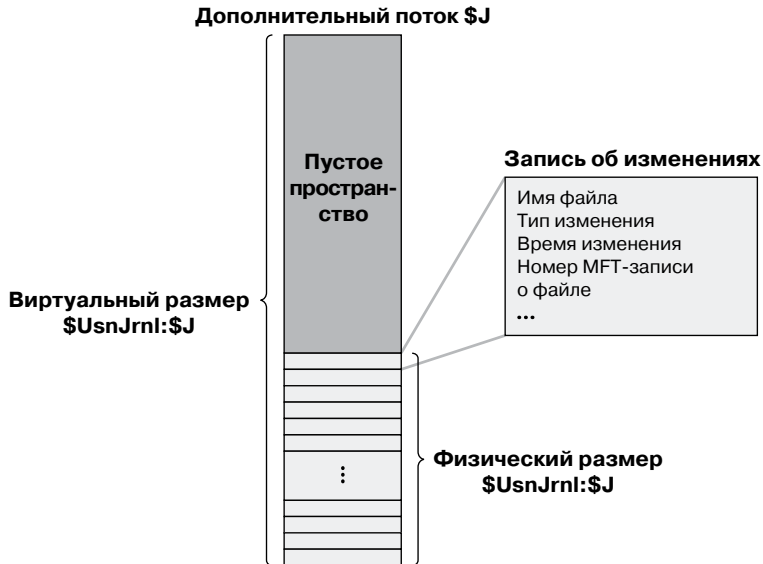 Дополнительный поток $J
Пустое
простран-
ство
Запись об изменениях
Имя файла
Тип изменения
Время изменения
Номер MFT-записи
о файле
...
Виртуальный размер
$UsnJrnl:$J
⋮
Физический размер
$UsnJrnl:$J